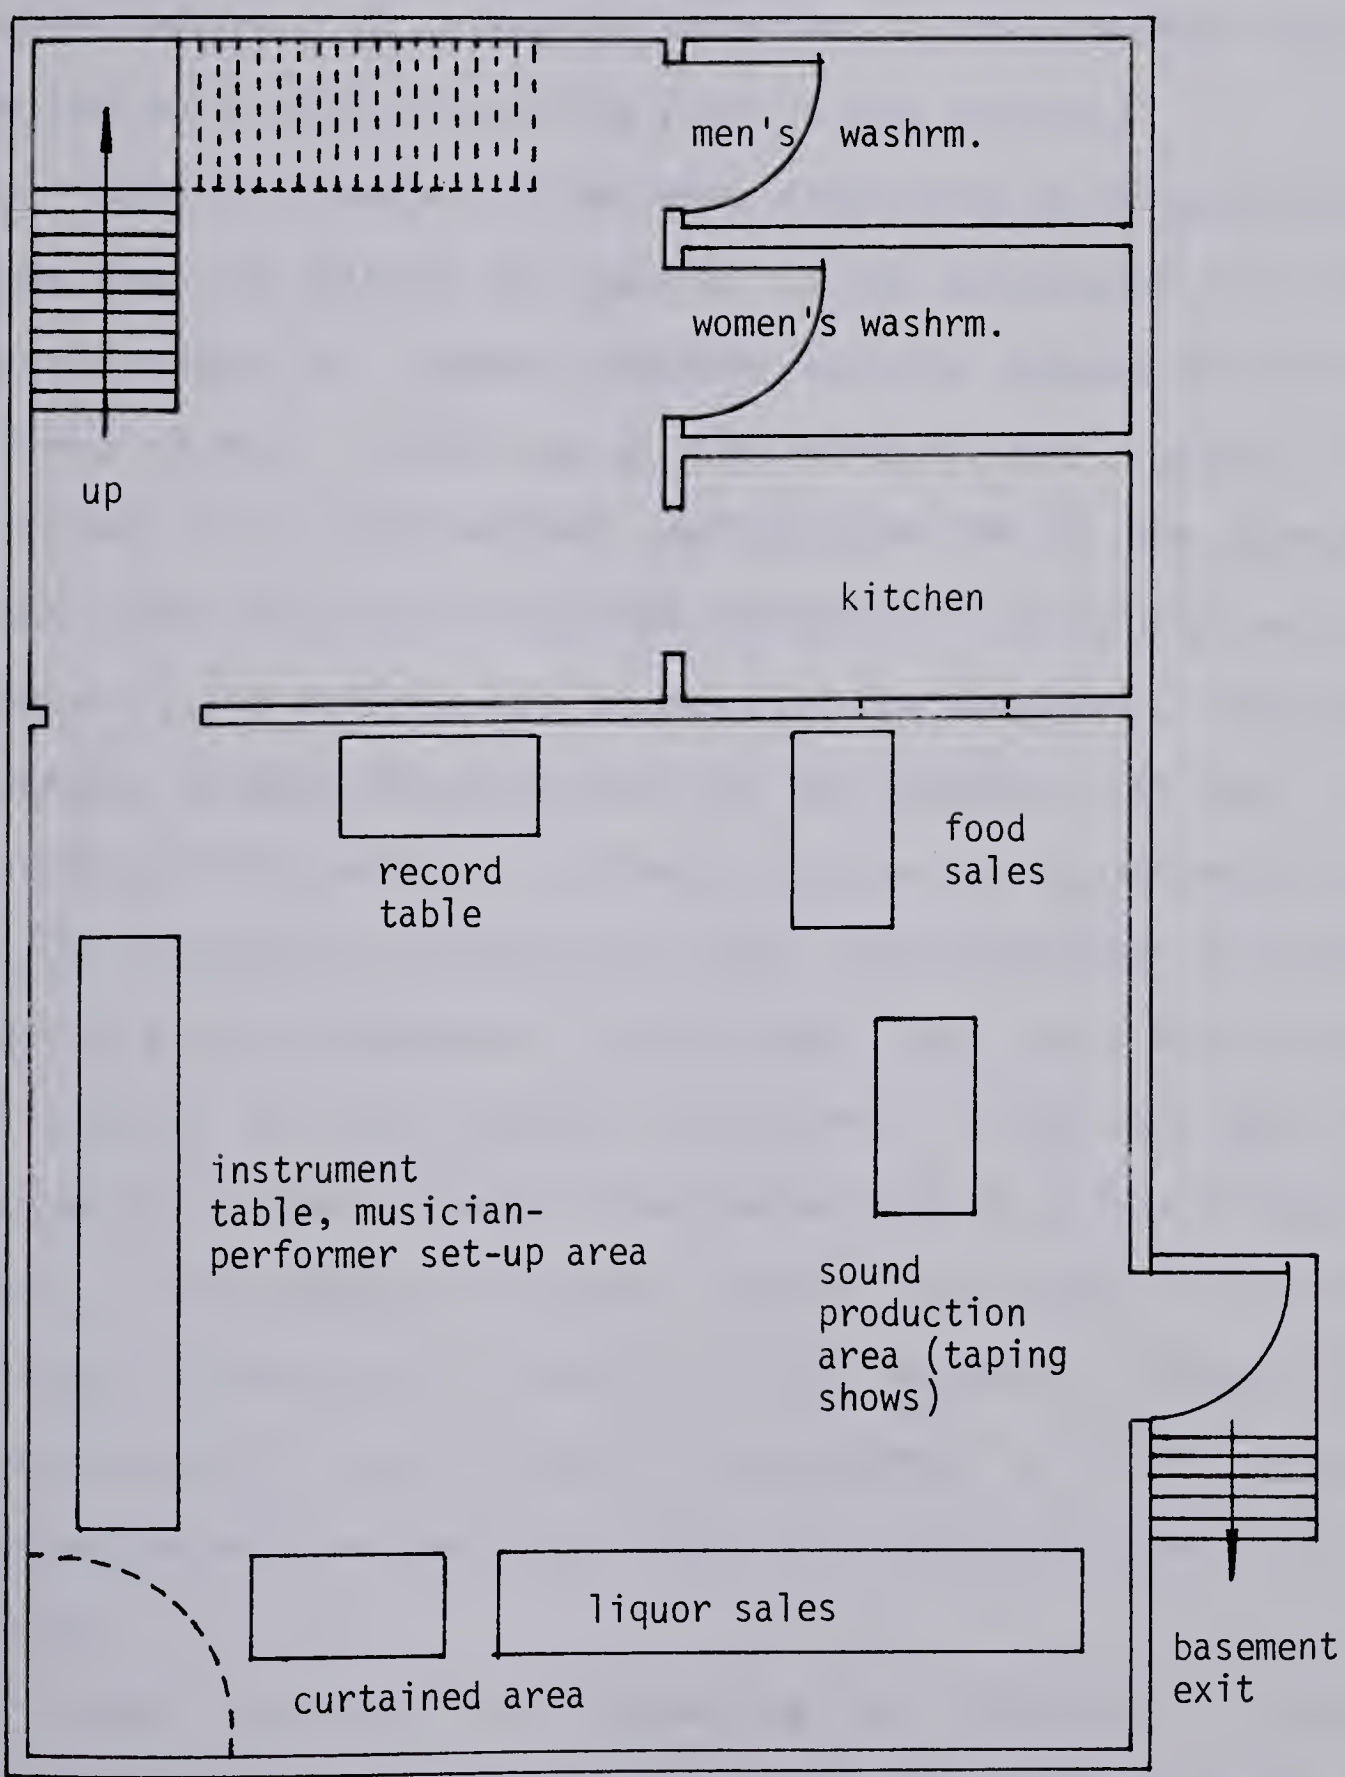 men's washrm.
women's washrm.
up
kitchen
food
sales
record
table
instrument
table, musician-
performer set-up area
sound
production
area (taping
shows)
liquor sales
basement
exit
curtained area